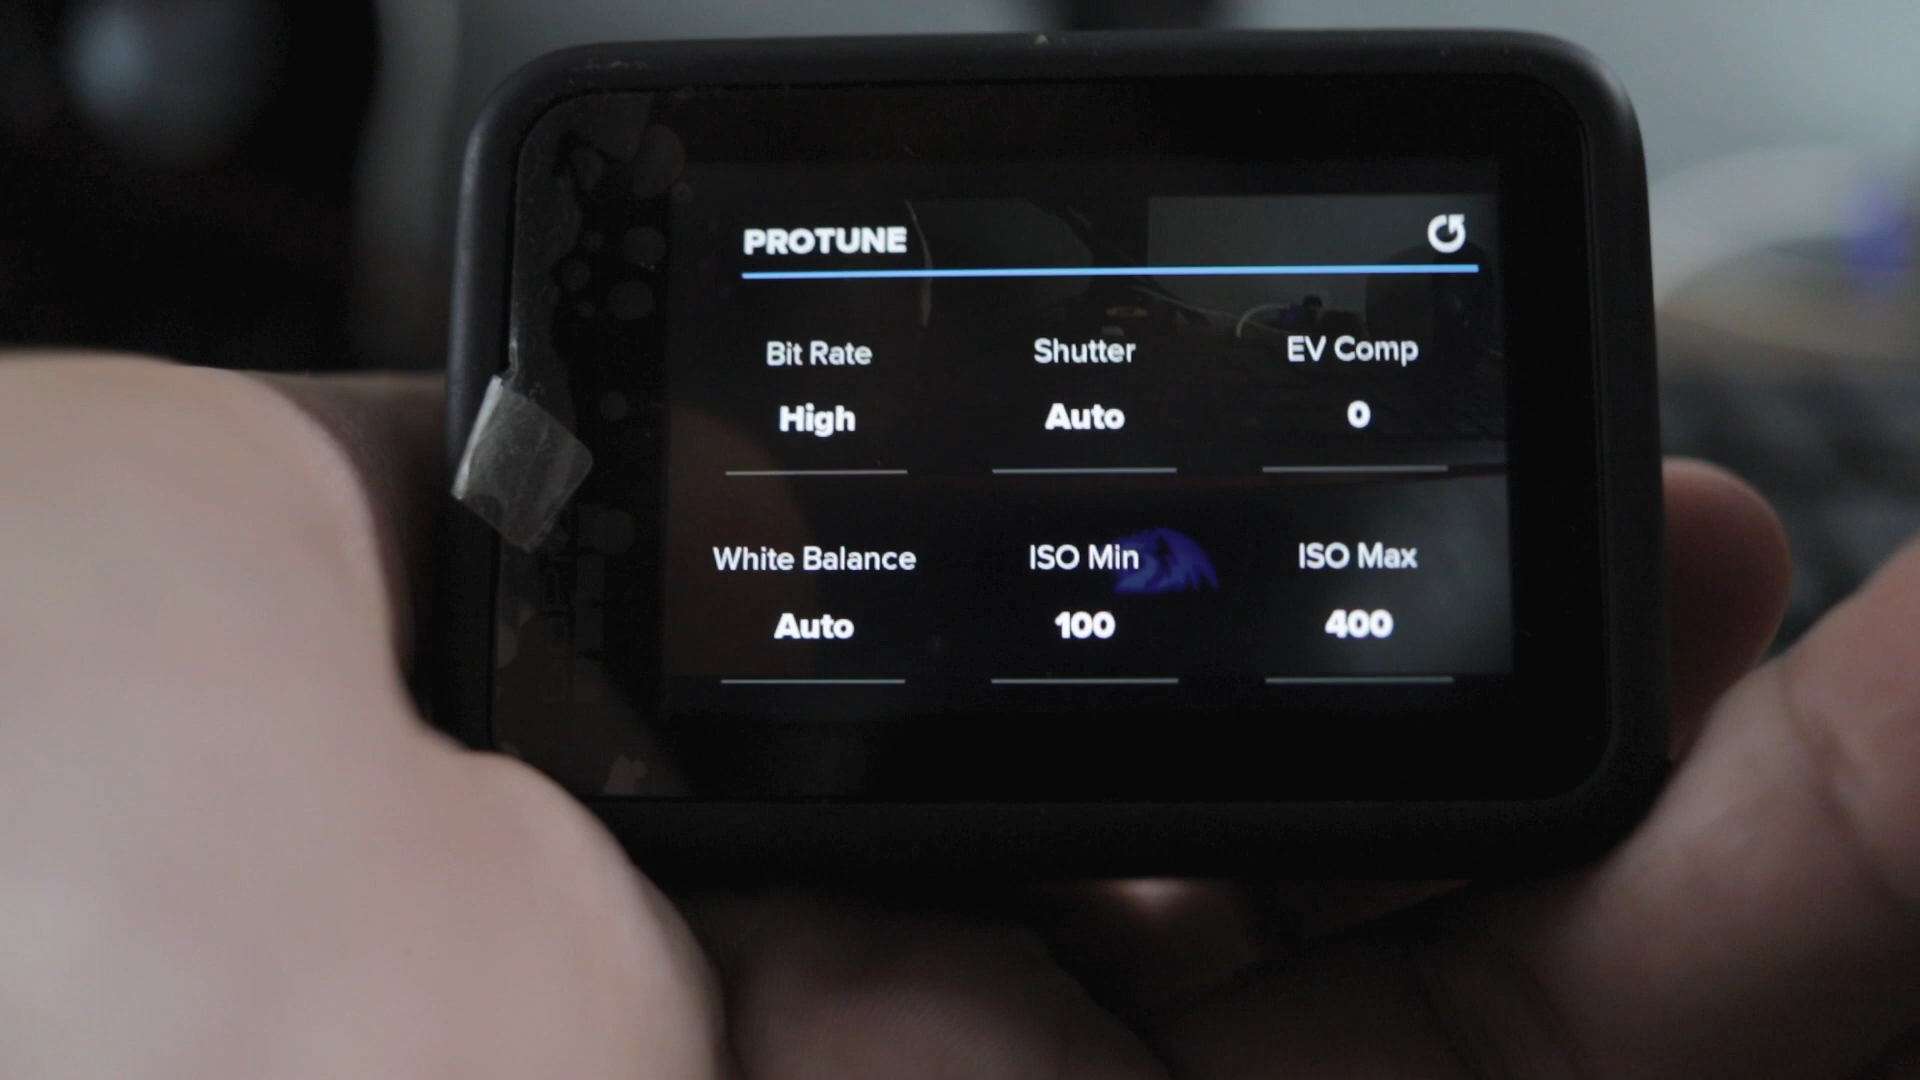 PROTUNE
Bit Rate Shutter EV Comp
High Auto 0
White Balance ISO Min ISO Max
Auto 100 400